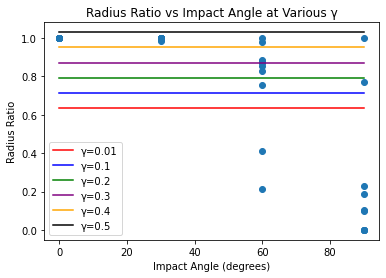 Radius Ratio vs Impact Angle at Various γ
Radius Ratio
1.0
0.8
0.6
0.4
0.2
0.0
γ=0.01
γ=0.1
γ=0.2
γ=0.3
γ=0.4
γ=0.5
0 20 40 60 80
Impact Angle (degrees)